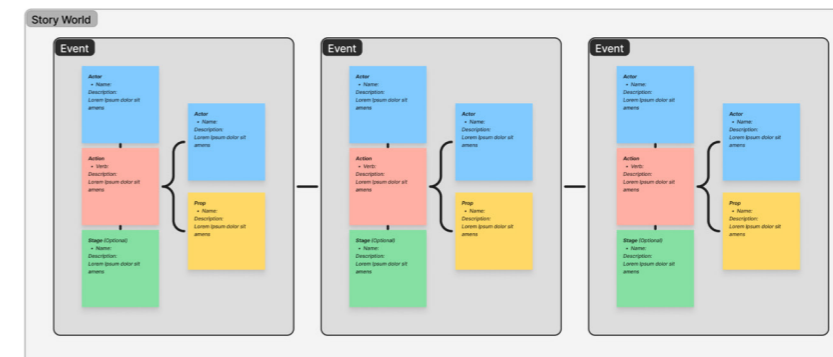 Story World
Event
Actor
• Name:
Description:
Lorem Ipsum dolor sit
amens
Action
• Verb:
Description:
Lorem Ipsum dolor sit
amens
Stage (Optional)
• Name:
Description:
Lorem Ipsum dolor sit
amens
Actor
• Name:
Description:
Lorem Ipsum dolor sit
amens
Prop
• Name:
Description:
Lorem Ipsum dolor sit
amens
Event
Actor
• Name:
Description:
Lorem Ipsum dolor sit
amens
Action
• Verb:
Description:
Lorem Ipsum dolor sit
amens
Stage (Optional)
• Name:
Description:
Lorem Ipsum dolor sit
amens
Actor
• Name:
Description:
Lorem Ipsum dolor sit
amens
Prop
• Name:
Description:
Lorem Ipsum dolor sit
amens
Event
Actor
• Name:
Description:
Lorem Ipsum dolor sit
amens
Action
• Verb:
Description:
Lorem Ipsum dolor sit
amens
Stage (Optional)
• Name:
Description:
Lorem Ipsum dolor sit
amens
Actor
• Name:
Description:
Lorem Ipsum dolor sit
amens
Prop
• Name:
Description:
Lorem Ipsum dolor sit
amens